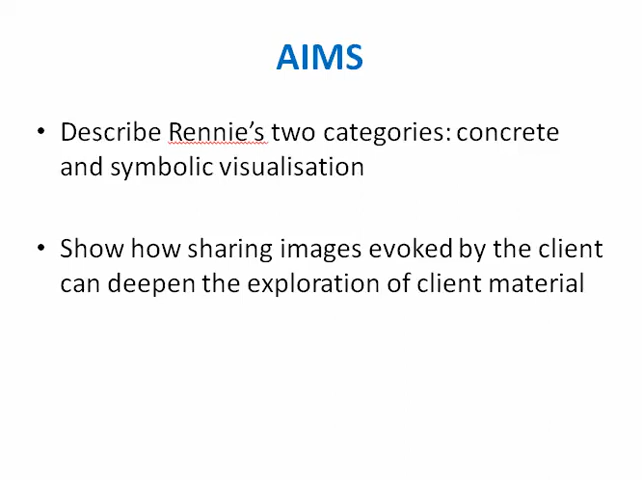 AIMS
• Describe Rennie's two categories: concrete
and symbolic visualisation
• Show how sharing images evoked by the client
can deepen the exploration of client material